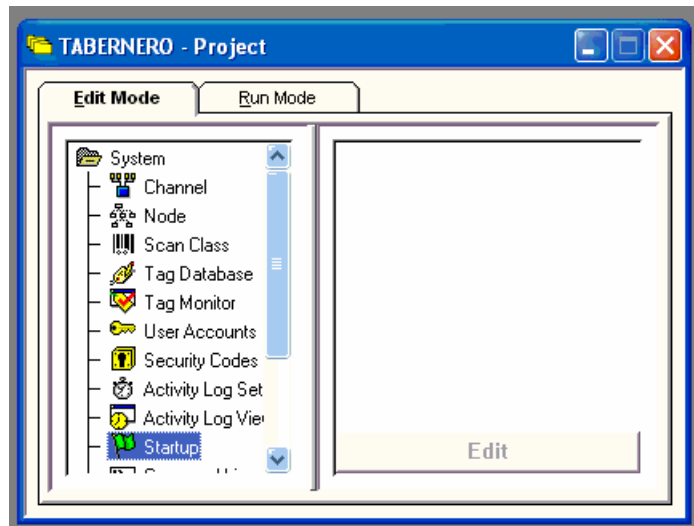 TABERNERO - Project
Edit Mode
Run Mode
System
Channel
Node
Scan Class
Tag Database
Tag Monitor
User Accounts
Security Codes
Activity Log Set
Activity Log Vie
Startup
Edit